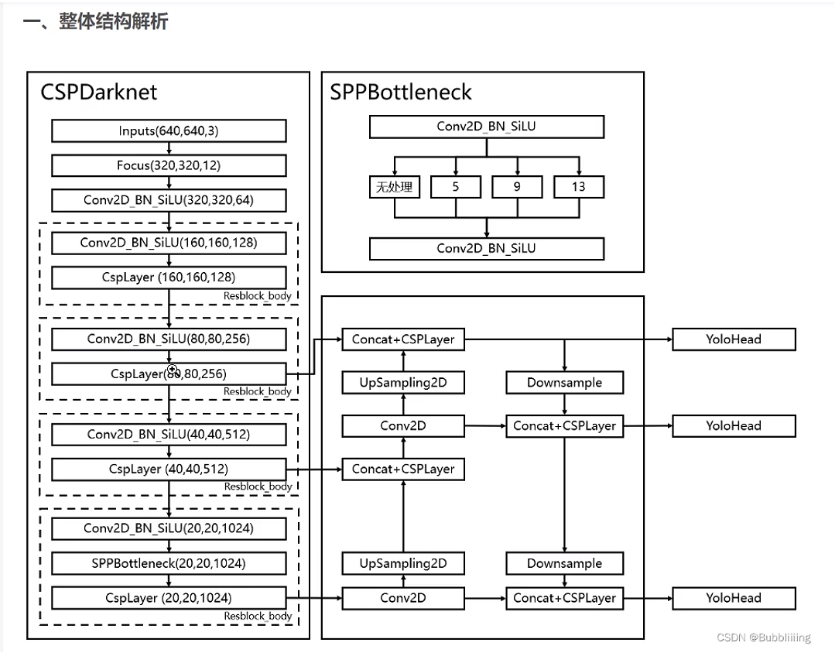 一、整体结构解析
CSPDarknet
Inputs(640,640,3)
Focus(320,320,12)
Conv2D_BN_SiLU(320,320,64)
Conv2D_BN_SiLU(160,160,128)
CspLayer (160,160,128)
Resblock_body
Conv2D_BN_SiLU(80,80,256)
CspLayer(80,80,256)
Resblock_body
Conv2D_BN_SiLU(40,40,512)
CspLayer (40,40,512)
Resblock_body
Conv2D_BN_SiLU(20,20,1024)
SPPBottleneck(20,20,1024)
CspLayer (20,20,1024)
Resblock_body
SPPBottleneck
Conv2D_BN_SiLU
无处理 5 9 13
Conv2D_BN_SiLU
Concat+CSPLayer
UpSampling2D
Conv2D
Concat+CSPLayer
UpSampling2D
Conv2D
Downsample
Concat+CSPLayer
Downsample
Concat+CSPLayer
YoloHead
YoloHead
YoloHead
CSDN @Bubbliiiing